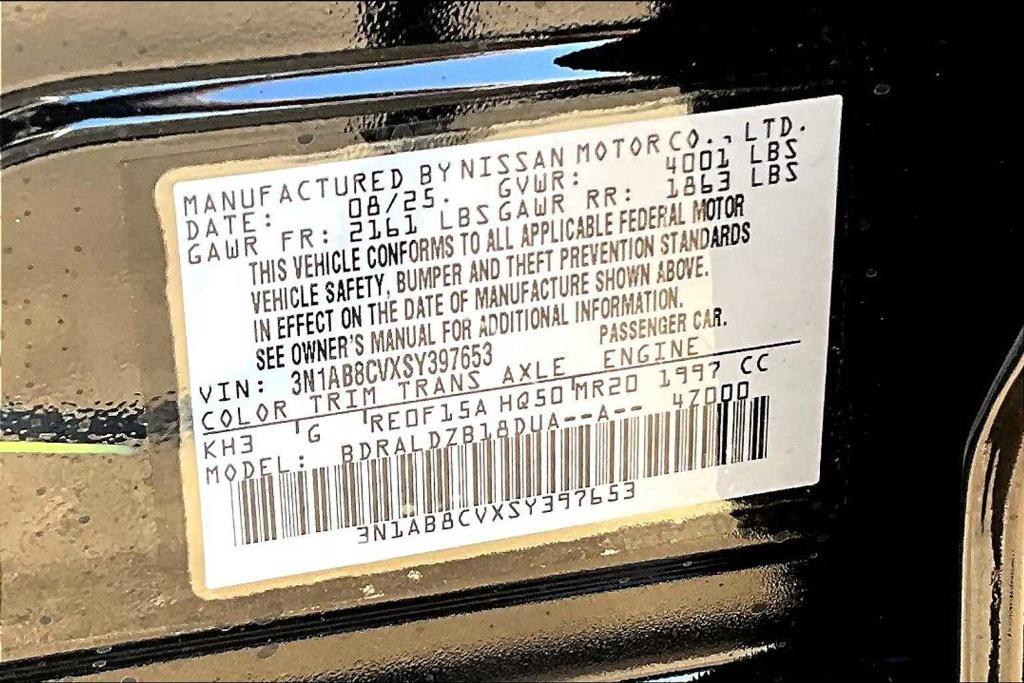 MANUFACTURED BY NISSAN MOTOR CO., LTD.
DATE: 08/25. GVWR: 4001 LBS
GAWR FR: 2161 LBS GAWR RR: 1863 LBS
THIS VEHICLE CONFORMS TO ALL APPLICABLE FEDERAL MOTOR
VEHICLE SAFETY, BUMPER AND THEFT PREVENTION STANDARDS
IN EFFECT ON THE DATE OF MANUFACTURE SHOWN ABOVE.
SEE OWNER'S MANUAL FOR ADDITIONAL INFORMATION.
VIN: 3N1AB8CVXSY397653 PASSENGER CAR.
COLOR TRIM TRANS AXLE ENGINE
KH3 'G 'RE0F15A HQ50'MR20 1997 CC
MODEL: BDRALDZB18DUA--A-- 47000
3N1AB8CVXSY397653